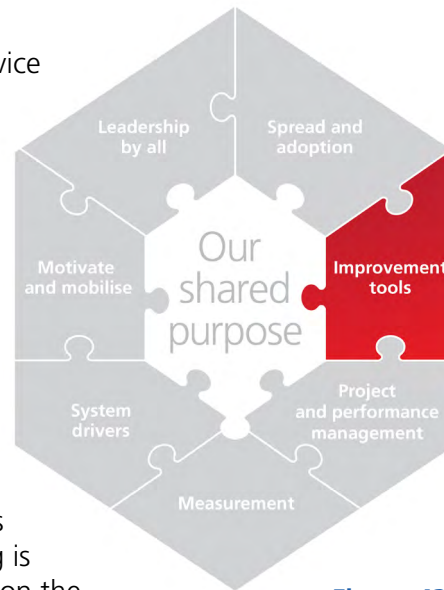 vice
Leadership
by all
Spread and
adoption
Our
shared
purpose
Motivate
and mobilise
Improvement
tools
System
drivers
Project
and performance
management
Measurement
s
g is
on the